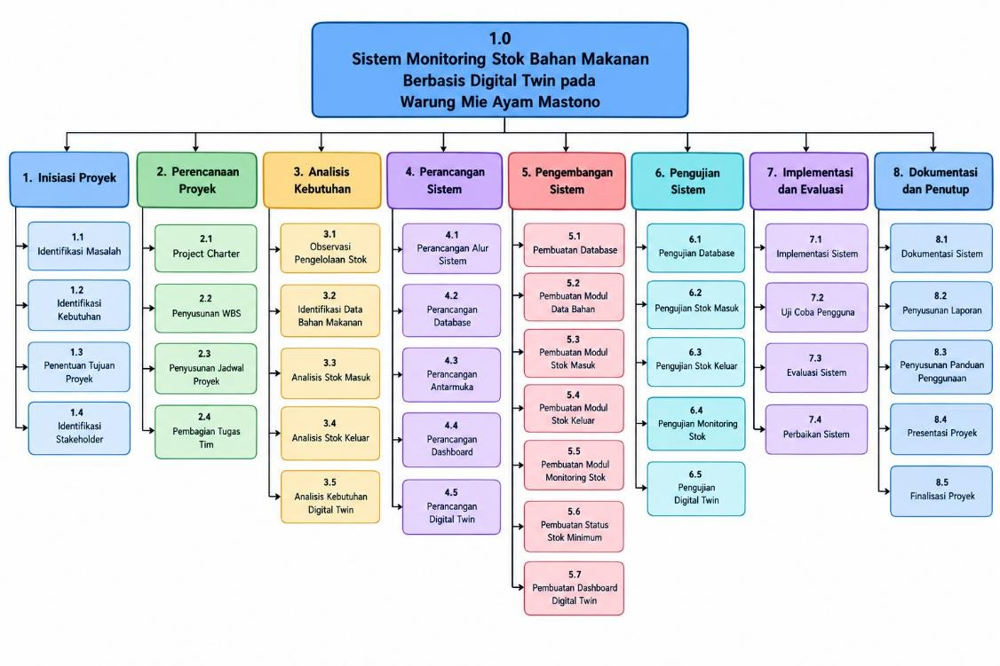 1.0
Sistem Monitoring Stok Bahan Makanan
Berbasis Digital Twin pada
Warung Mie Ayam Mastono
1. Inisiasi Proyek
1.1
Identifikasi Masalah
1.2
Identifikasi
Kebutuhan
1.3
Penentuan Tujuan
Proyek
1.4
Identifikasi
Stakeholder
2. Perencanaan
Proyek
2.1
Project Charter
2.2
Penyusunan WBS
2.3
Penyusunan Jadwal
Proyek
2.4
Pembagian Tugas
Tim
3. Analisis
Kebutuhan
3.1
Observasi
Pengelolaan Stok
3.2
Identifikasi Data
Bahan Makanan
3.3
Analisis Stok Masuk
3.4
Analisis Stok Keluar
3.5
Analisis Kebutuhan
Digital Twin
4. Perancangan
Sistem
4.1
Perancangan Alur
Sistem
4.2
Perancangan
Database
4.3
Perancangan
Antarmuka
4.4
Perancangan
Dashboard
4.5
Perancangan
Digital Twin
5. Pengembangan
Sistem
5.1
Pembuatan Database
5.2
Pembuatan Modul
Data Bahan
5.3
Pembuatan Modul
Stok Masuk
5.4
Pembuatan Modul
Stok Keluar
5.5
Pembuatan Modul
Monitoring Stok
5.6
Pembuatan Status
Stok Minimum
5.7
Pembuatan Dashboard
Digital Twin
6. Pengujian
Sistem
6.1
Pengujian Database
6.2
Pengujian Stok Masuk
6.3
Pengujian Stok Keluar
6.4
Pengujian Monitoring
Stok
6.5
Pengujian
Digital Twin
7. Implementasi
dan Evaluasi
7.1
Implementasi Sistem
7.2
Uji Coba Pengguna
7.3
Evaluasi Sistem
7.4
Perbaikan Sistem
8. Dokumentasi
dan Penutup
8.1
Dokumentasi Sistem
8.2
Penyusunan Laporan
8.3
Penyusunan Panduan
Penggunaan
8.4
Presentasi Proyek
8.5
Finalisasi Proyek